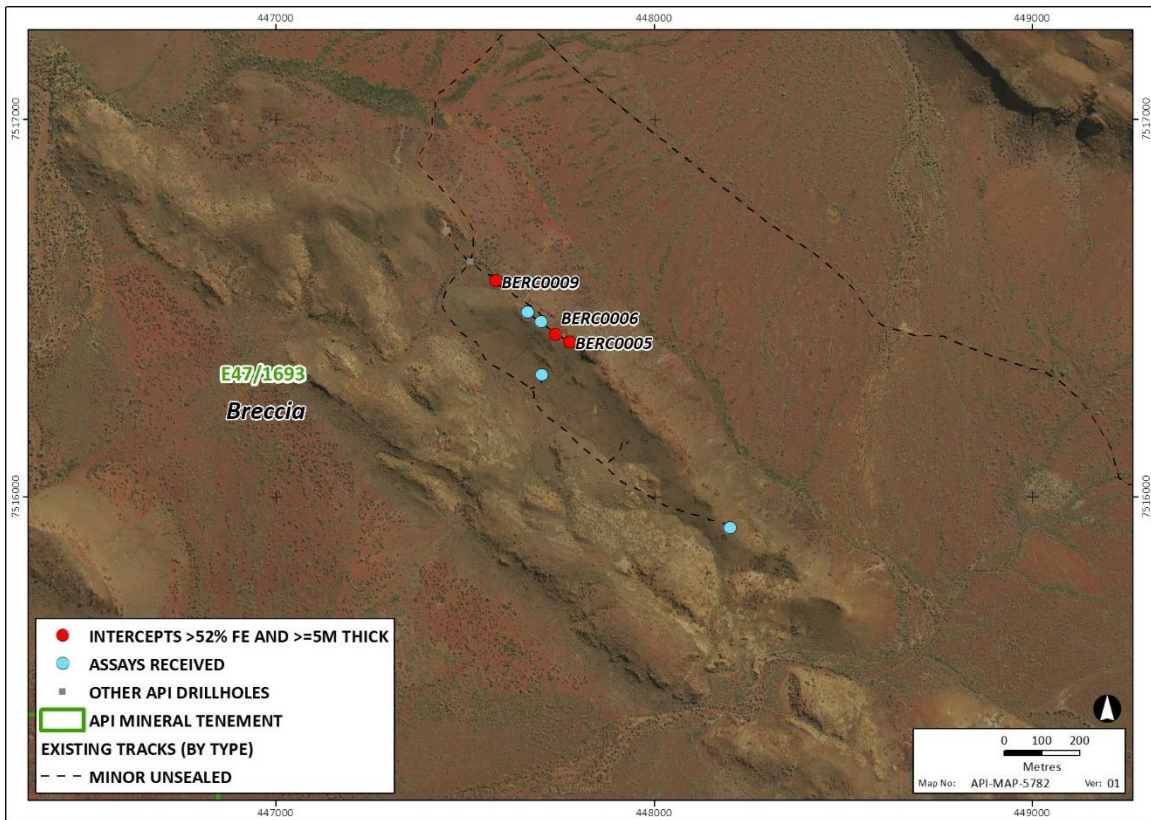 447000 448000 449000
7517000 7517000
BERC0009
BERC0006
BERC0005
E47/1693
Breccia
7516000 7516000
INTERCEPTS >52% FE AND >=5M THICK
ASSAYS RECEIVED
OTHER API DRILLHOLES
API MINERAL TENEMENT
EXISTING TRACKS (BY TYPE)
MINOR UNSEALED
0 100 200
Metres
Map No: API-MAP-5782 Ver: 01
447000 448000 449000